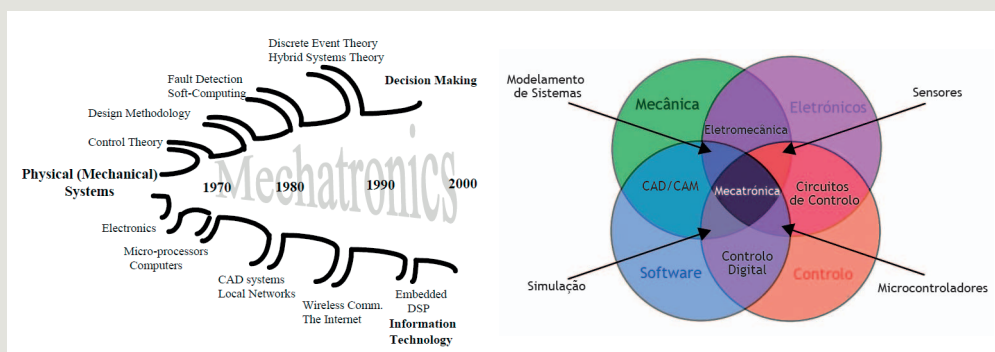 Discrete Event Theory
Hybrid Systems Theory
Decision Making
Fault Detection
Soft-Computing
Design Methodology
Control Theory
Physical (Mechanical)
Systems
Mechatronics
1970
1980
1990
2000
Electronics
Micro-processors
Computers
CAD systems
Local Networks
Wireless Comm.
The Internet
Embedded
DSP
Information
Technology
Modelamento
de Sistemas
Mecânica
Eletrónicos
Sensores
Eletromecânica
CAD/CAM
Mecatrónica
Circuitos
de Controlo
Software
Controlo
Digital
Controlo
Simulação
Microcontroladores